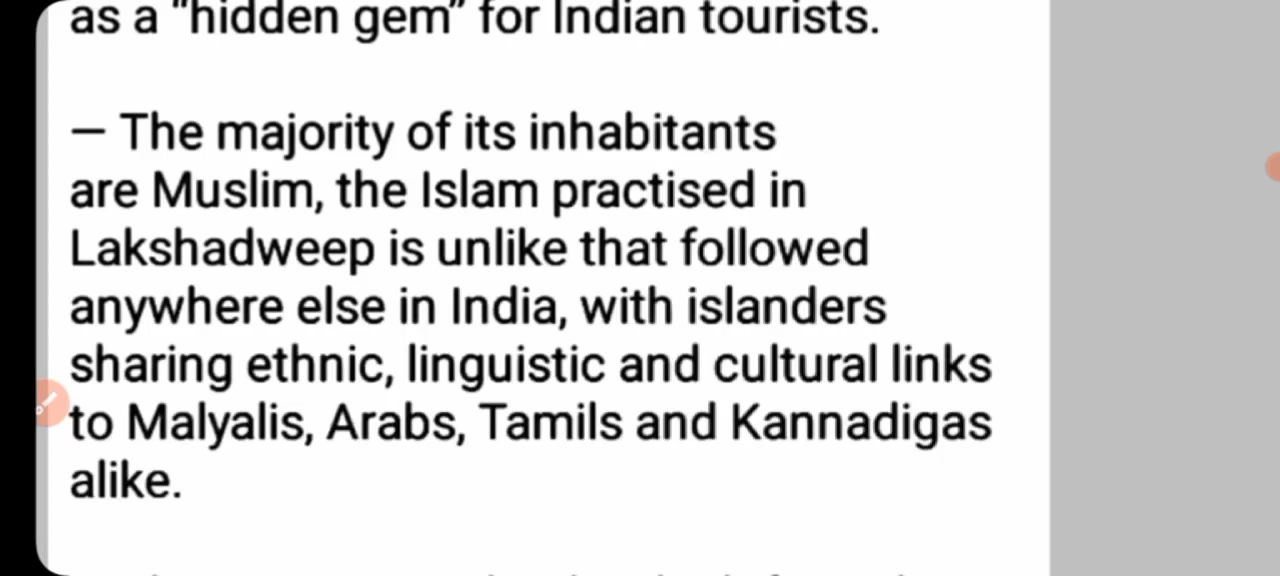 as a "hidden gem" for Indian tourists.
— The majority of its inhabitants
are Muslim, the Islam practised in
Lakshadweep is unlike that followed
anywhere else in India, with islanders
sharing ethnic, linguistic and cultural links
to Malyalis, Arabs, Tamils and Kannadigas
alike.